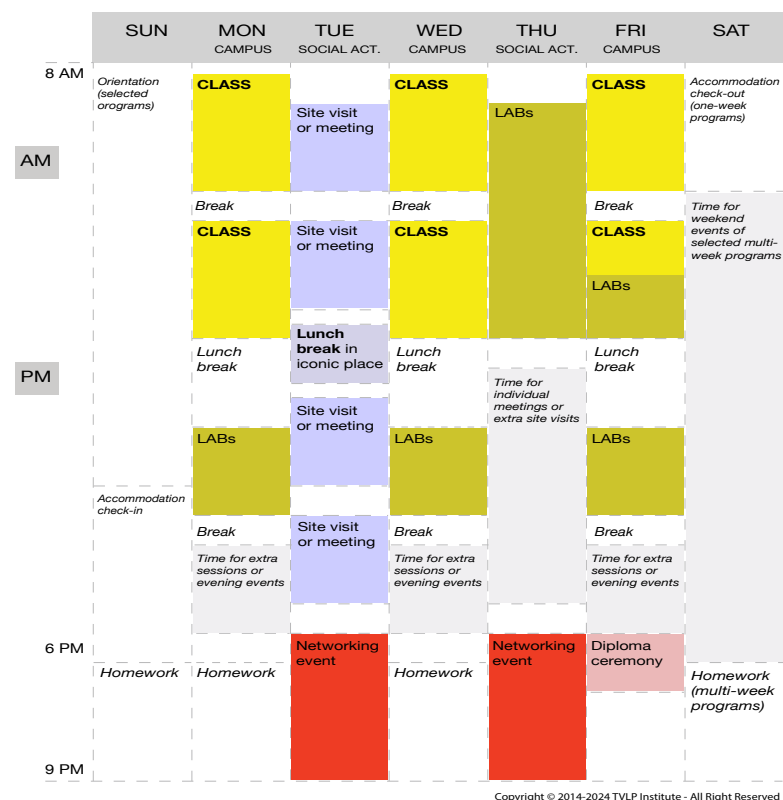 SUN
MON
CAMPUS
TUE
SOCIAL ACT.
WED
CAMPUS
THU
SOCIAL ACT.
FRI
CAMPUS
SAT
8 AM
AM
PM
6 PM
9 PM
Orientation
(selected
orograms)
Accommodation
check-in
Homework
CLASS
Break
CLASS
Lunch
break
LABs
Break
Time for extra
sessions or
evening events
Homework
Site visit
or meeting
Site visit
or meeting
Lunch
break in
iconic place
Site visit
or meeting
Site visit
or meeting
Networking
event
CLASS
Break
CLASS
Lunch
break
LABs
Break
Time for extra
sessions or
evening events
Homework
LABs
Time for
individual
meetings or
extra site visits
Networking
event
CLASS
Break
CLASS
LABs
Lunch
break
LABs
Break
Time for extra
sessions or
evening events
Diploma
ceremony
Accommodation
check-out
(one-week
programs)
Time for
weekend
events of
selected multi-
week programs
Homework
(multi-week
programs)
Copyright © 2014-2024 TVLP Institute - All Right Reserved